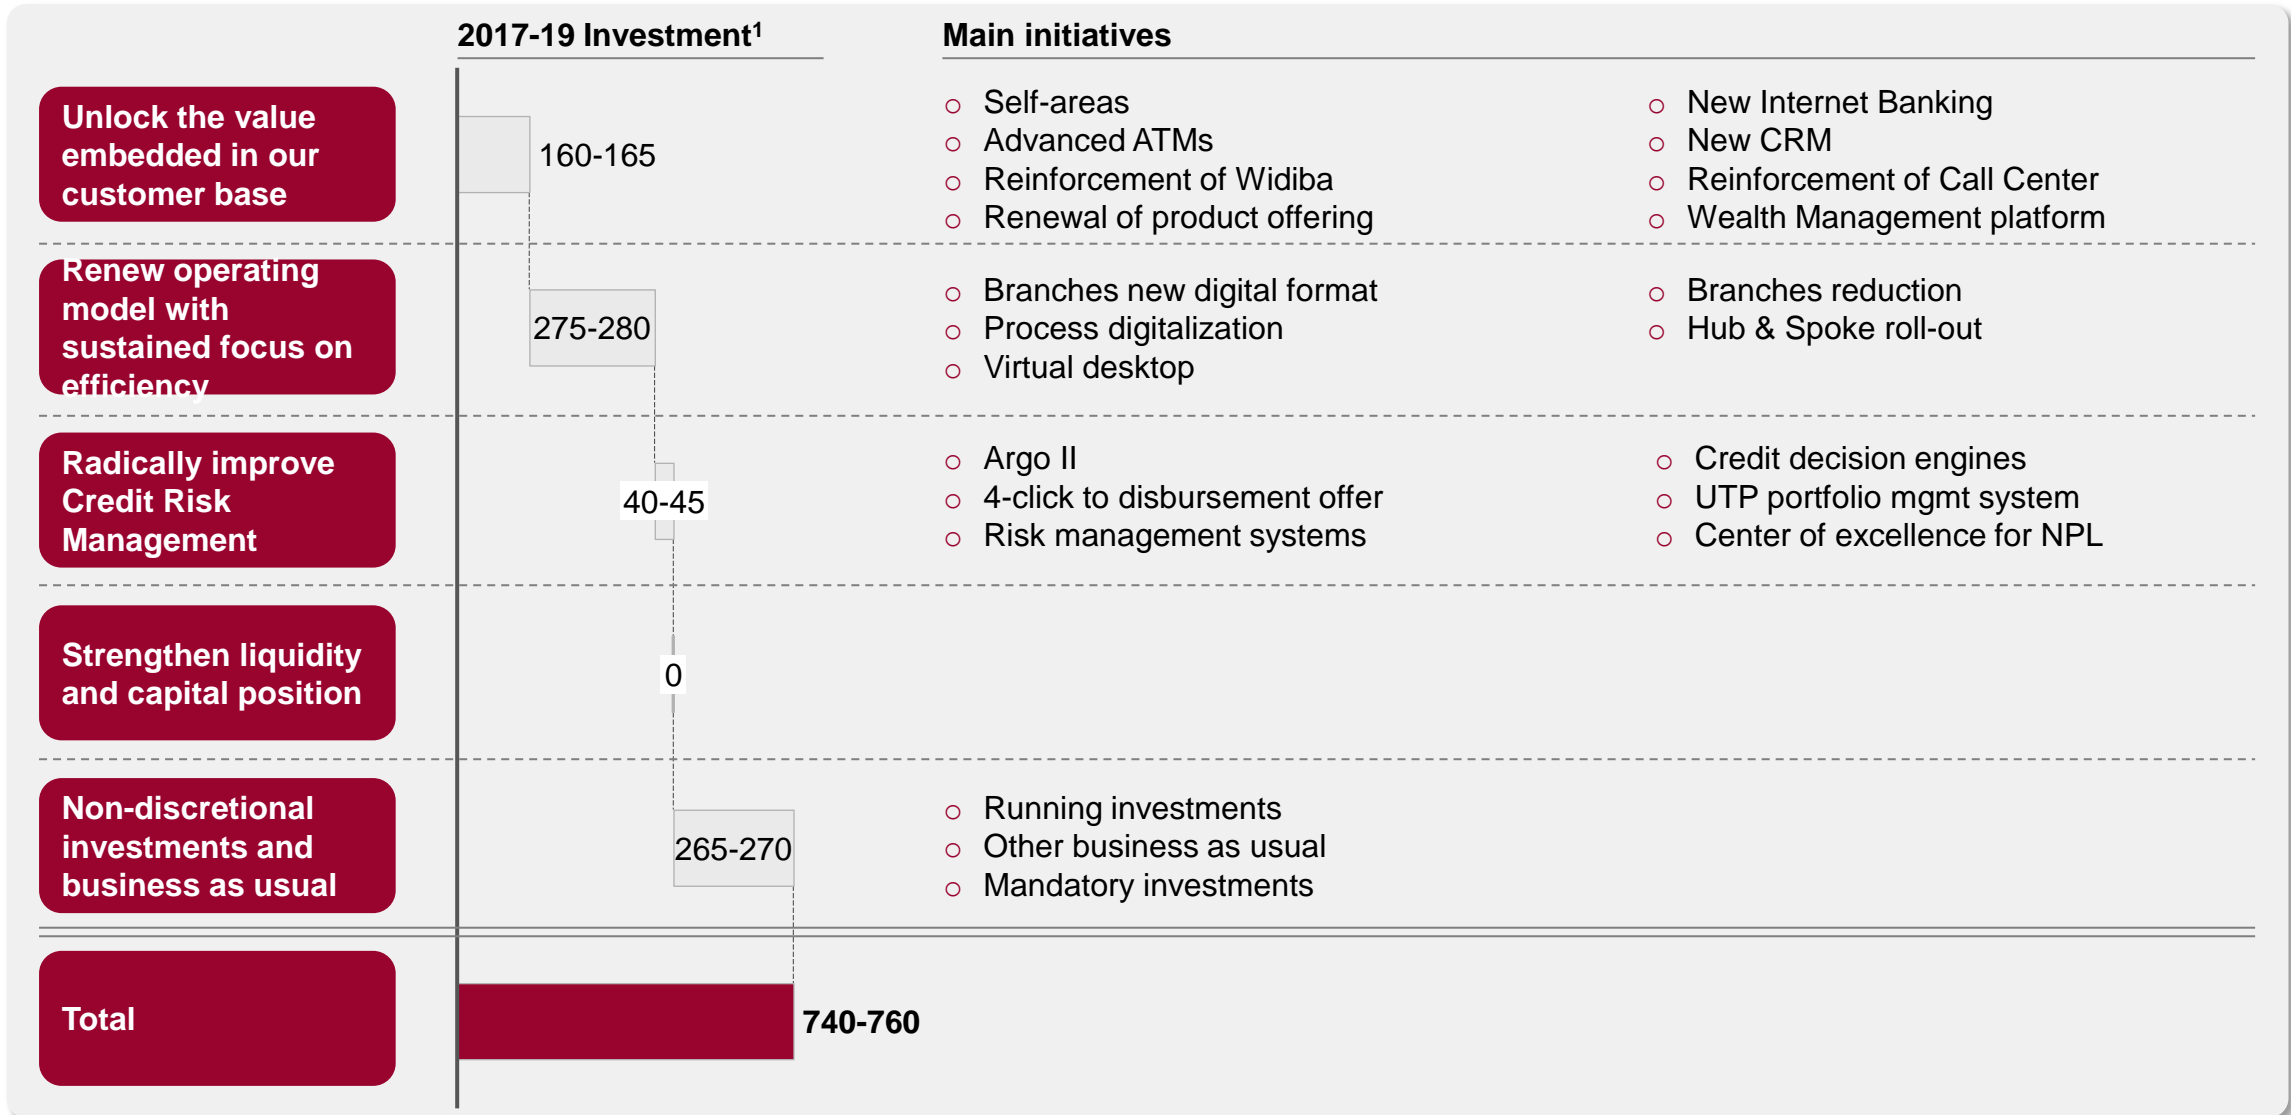 2017-19 Investment¹
Main initiatives
Unlock the value
embedded in our
customer base
160-165
○ Self-areas
○ Advanced ATMs
○ Reinforcement of Widiba
○ Renewal of product offering
○ New Internet Banking
○ New CRM
○ Reinforcement of Call Center
○ Wealth Management platform
Renew operating
model with
sustained focus on
efficiency
275-280
○ Branches new digital format
○ Process digitalization
○ Virtual desktop
○ Branches reduction
○ Hub & Spoke roll-out
Radically improve
Credit Risk
Management
40-45
○ Argo II
○ 4-click to disbursement offer
○ Risk management systems
○ Credit decision engines
○ UTP portfolio mgmt system
○ Center of excellence for NPL
Strengthen liquidity
and capital position
0
Non-discretional
investments and
business as usual
265-270
○ Running investments
○ Other business as usual
○ Mandatory investments
Total
740-760